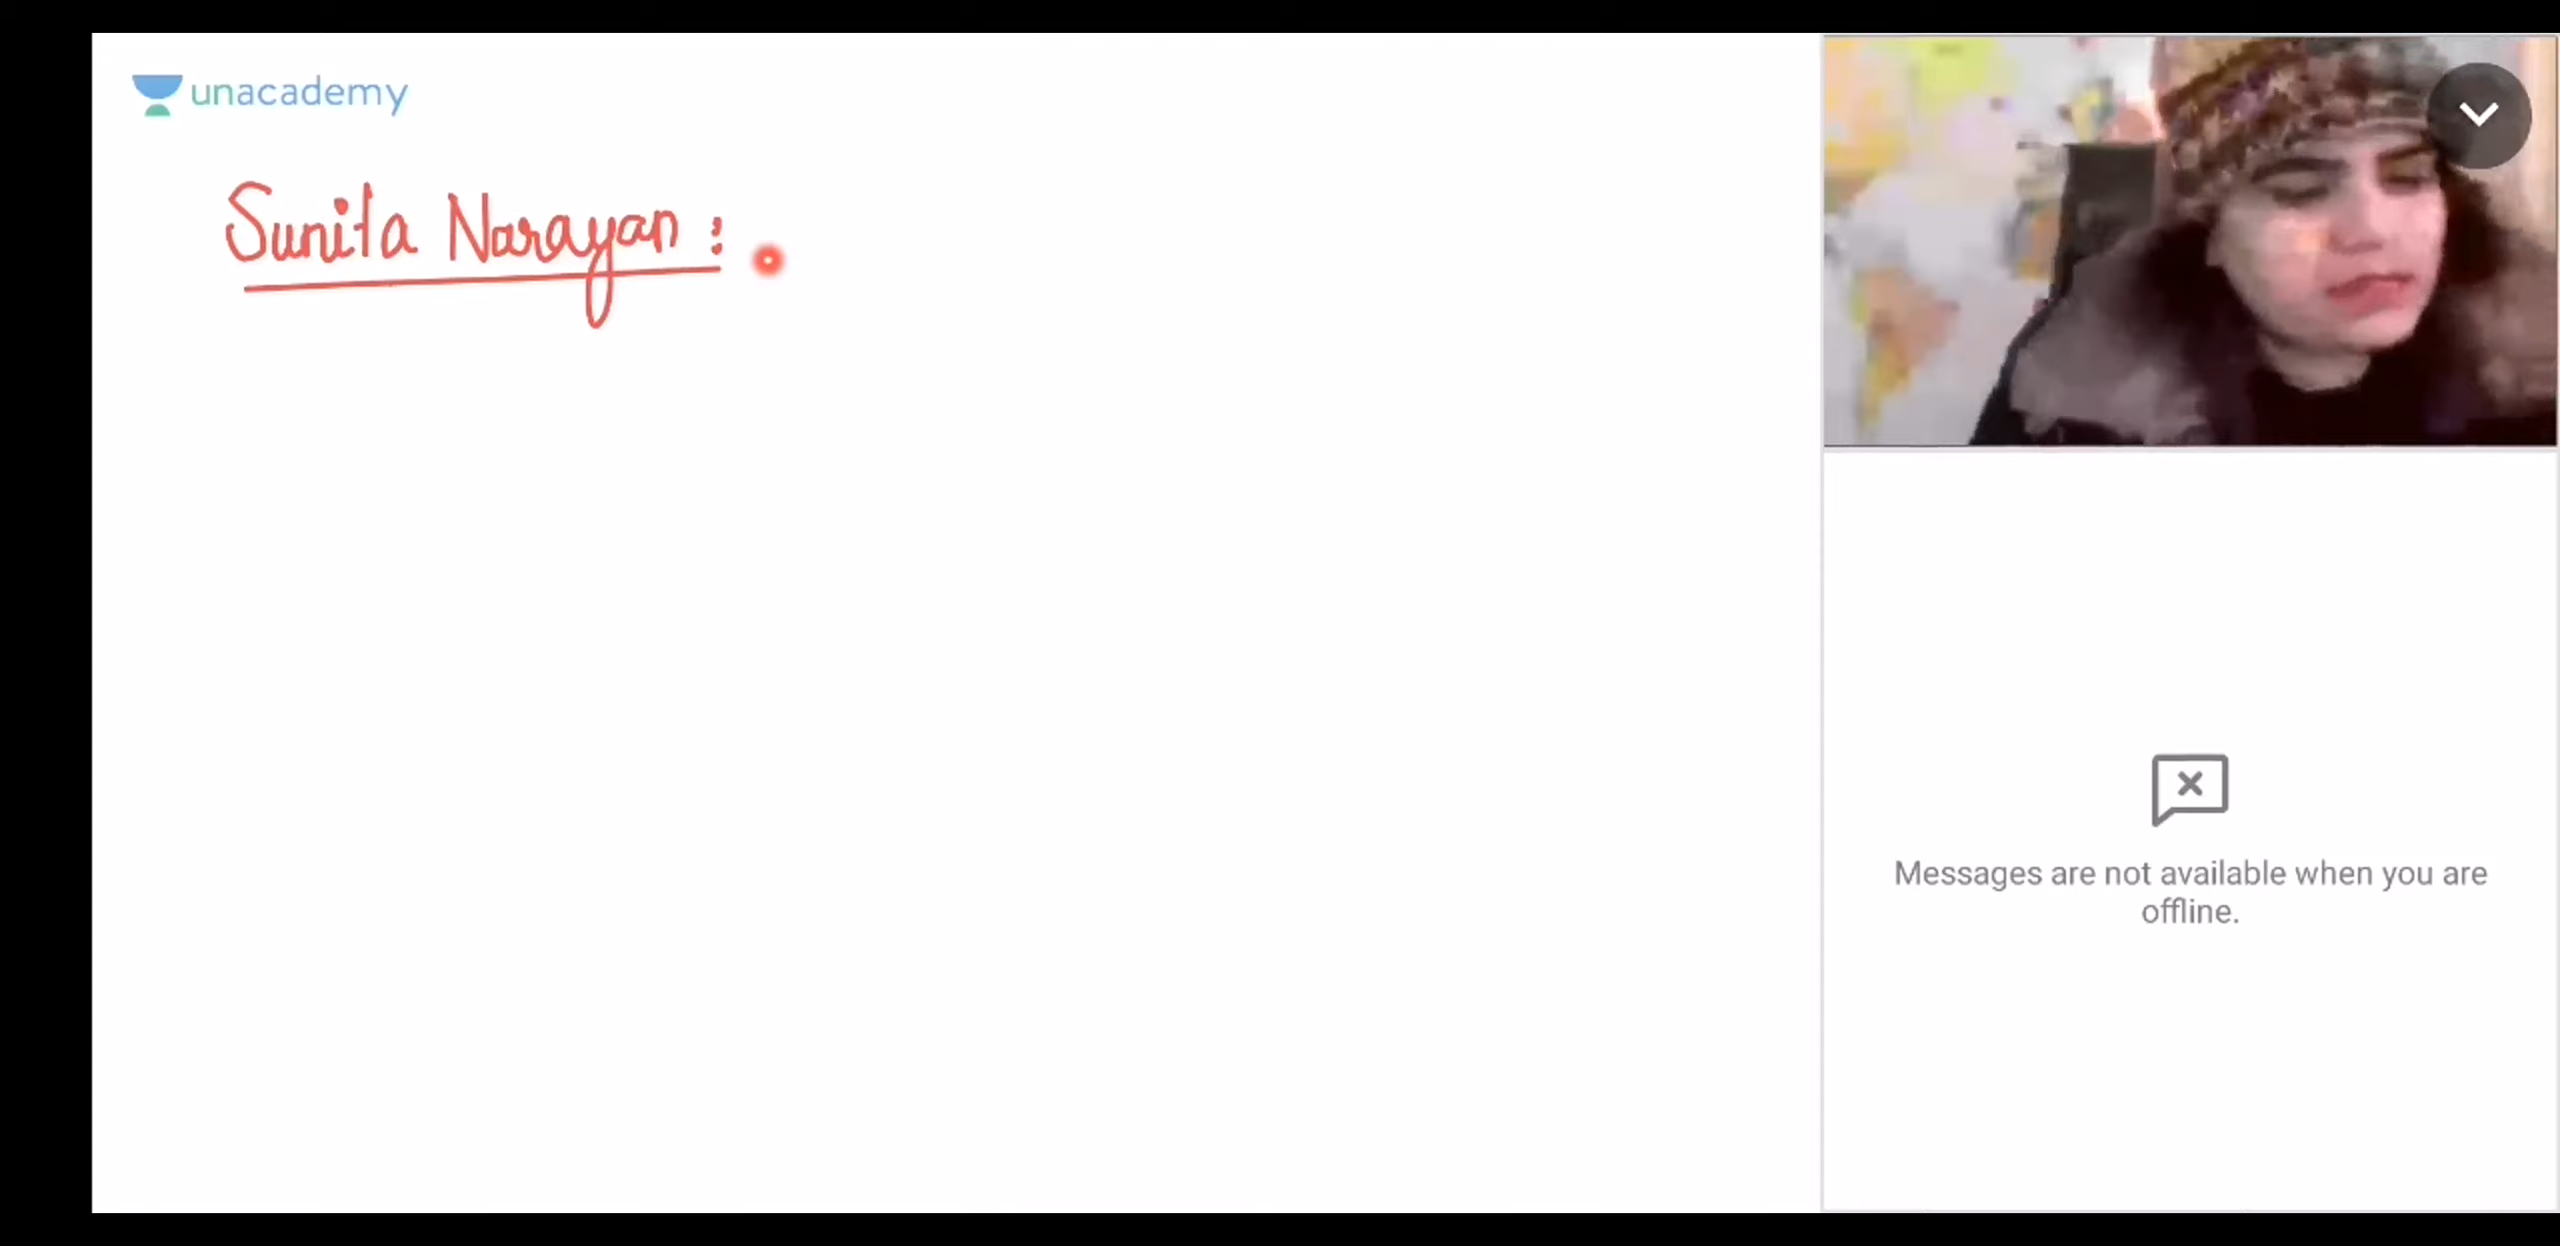 unacademy
Sunita Narayan :
Messages are not available when you are
offline.